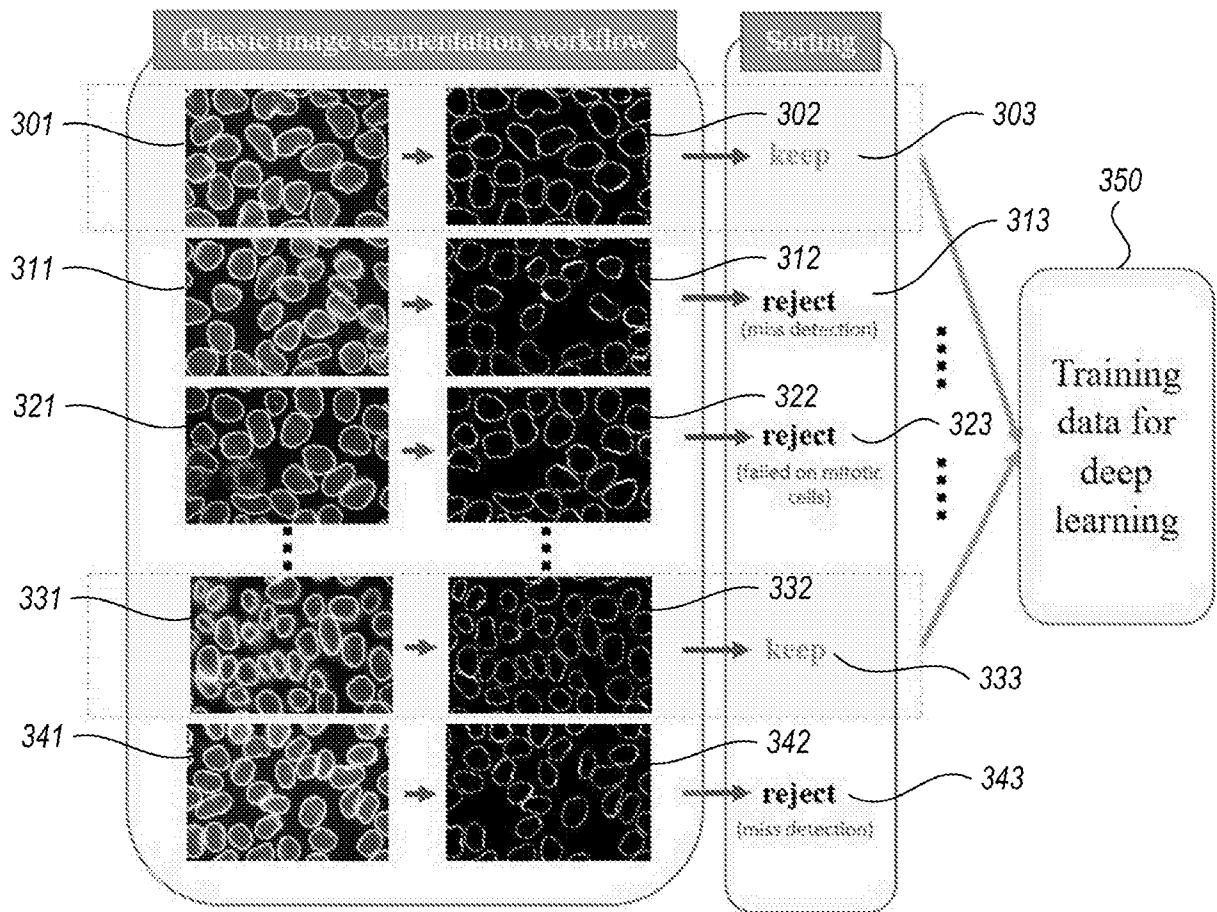 Classic image segmentation workflow
Sorting
301
302
keep
303
311
312
reject
(miss detection)
313
321
322
reject
(failed on mitotic
cells)
323
331
332
keep
333
341
342
reject
(miss detection)
343
350
Training
data for
deep
learning